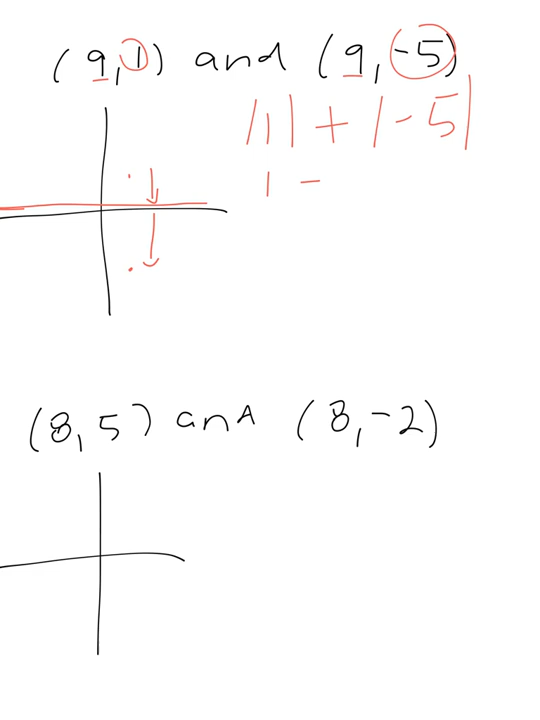 (9,1) and (9,-5)
|1| + |-5|
1 -
(8,5) and (8,-2)